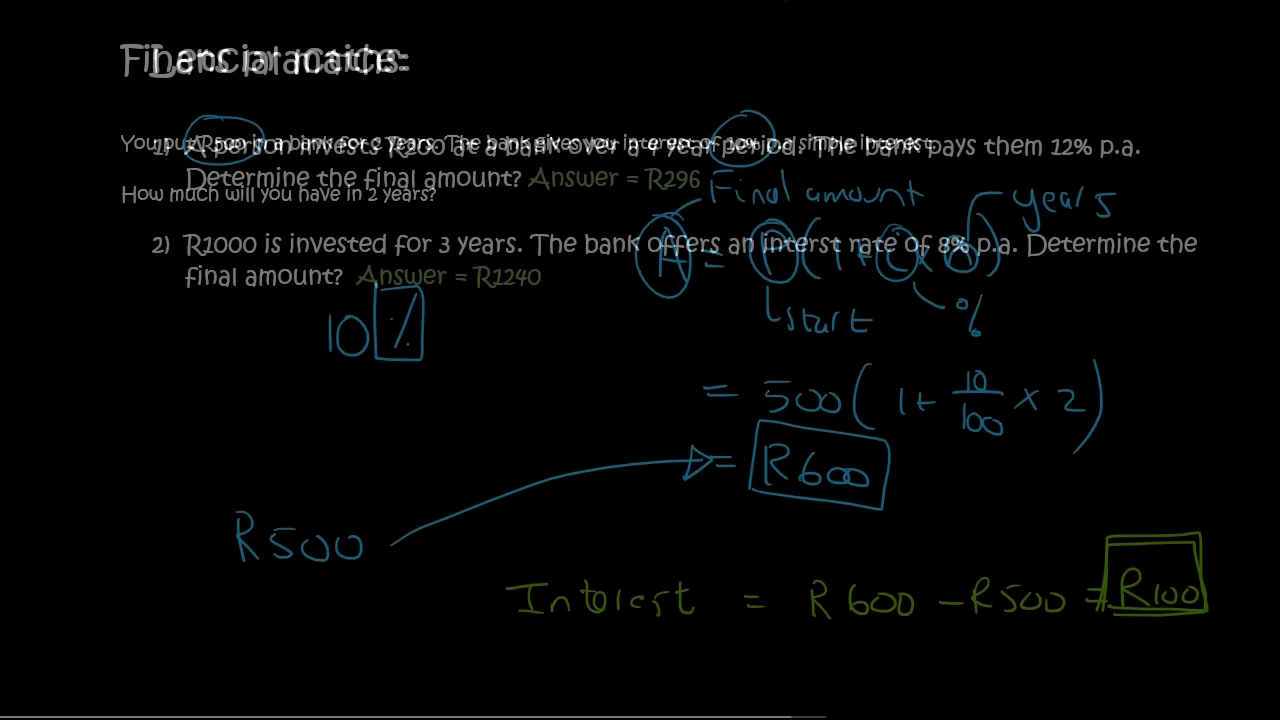 Financial maths:
Lets practice:
You put R500 in a bank for 2 years. The bank gives you interest of 10% p.a simple interest.
1) A person invests R200 at a bank over a 4 year period. The bank pays them 12% p.a.
Determine the final amount? Answer = R296
How much will you have in 2 years?
Final amount
years
2) R1000 is invested for 3 years. The bank offers an interst rate of 8% p.a. Determine the
final amount? Answer = R1240
A = P(1+i×n)
start
%
10%
= 500(1+ 10/100 × 2)
= R600
R500
Interest = R600 - R500 = R100